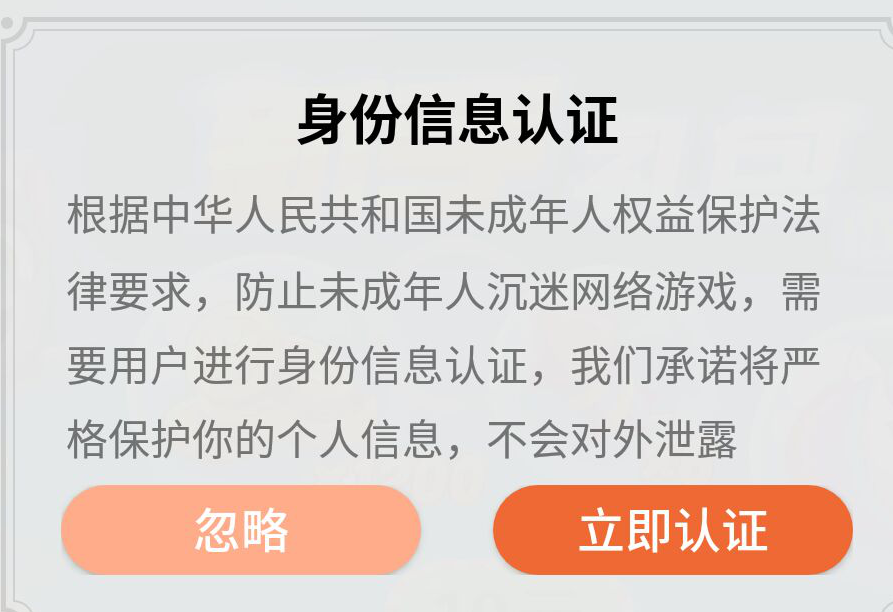 身份信息认证
根据中华人民共和国未成年人权益保护法
律要求，防止未成年人沉迷网络游戏，需
要用户进行身份信息认证，我们承诺将严
格保护你的个人信息，不会对外泄露
忽略
立即认证